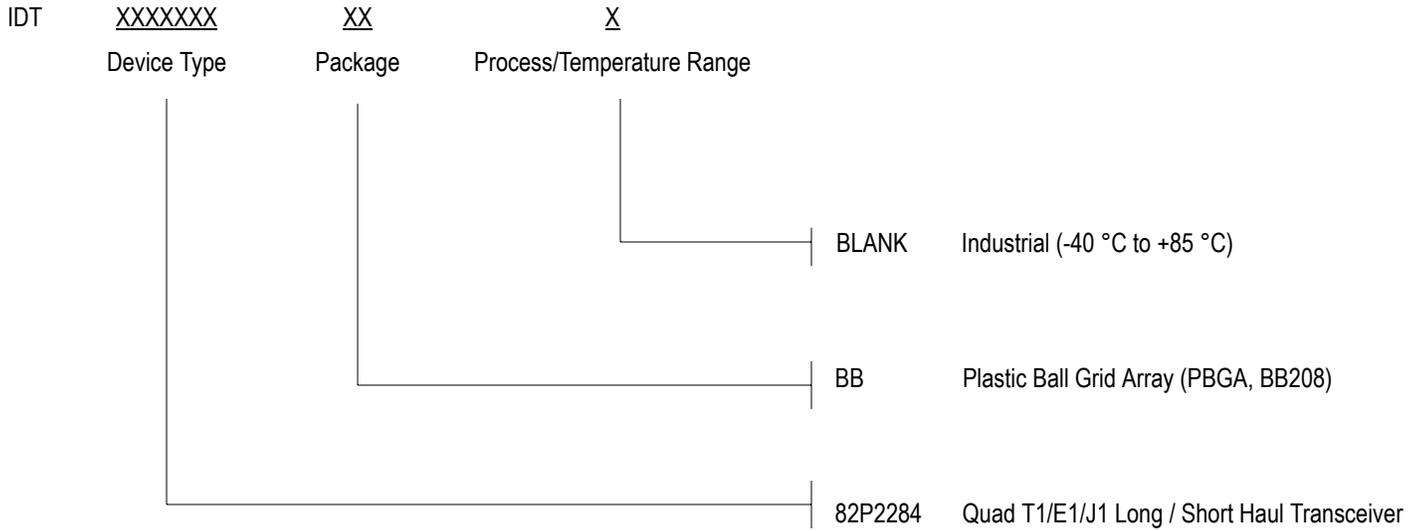 IDT XXXXXXX XX X
Device Type Package Process/Temperature Range
BLANK Industrial (-40 °C to +85 °C)
BB Plastic Ball Grid Array (PBGA, BB208)
82P2284 Quad T1/E1/J1 Long / Short Haul Transceiver